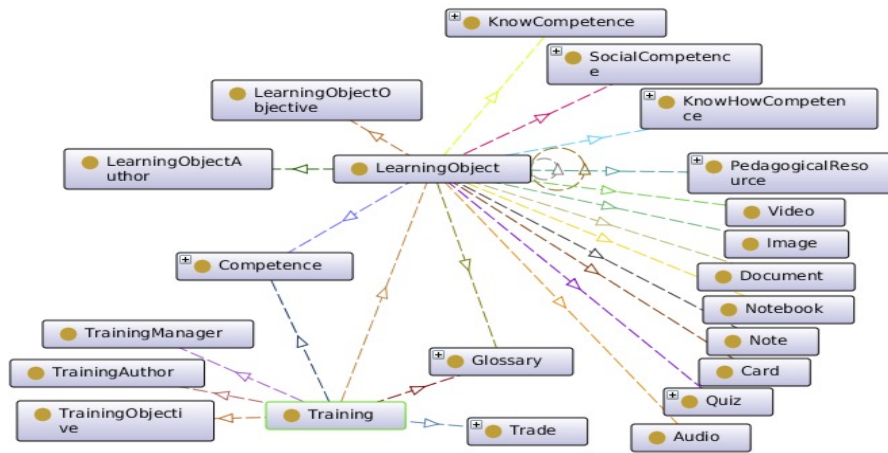 KnowCompetence
SocialCompetenc
e
LearningObjectO
bjective
KnowHowCompeten
ce
LearningObjectA
uthor
LearningObject
PedagogicalReso
urce
Video
Image
Competence
Document
Notebook
TrainingManager
Note
Glossary
TrainingAuthor
Card
Quiz
TrainingObjecti
ve
Training
Trade
Audio